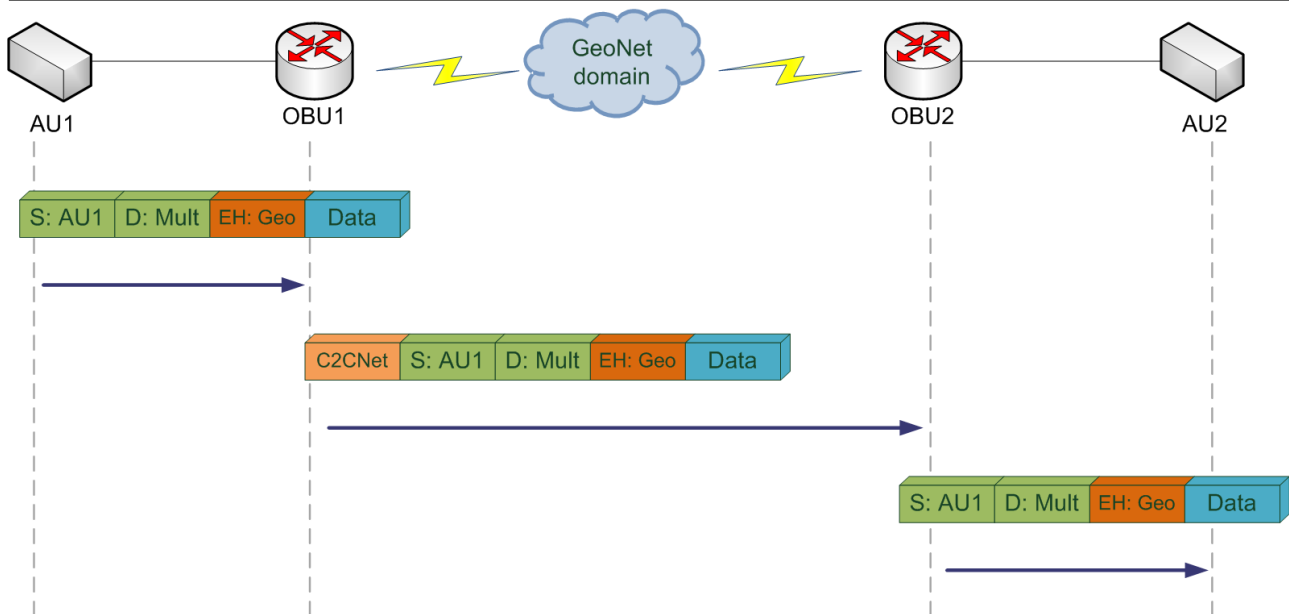 GeoNet
domain
AU1
OBU1
OBU2
AU2
S: AU1 D: Mult EH: Geo Data
C2CNet S: AU1 D: Mult EH: Geo Data
S: AU1 D: Mult EH: Geo Data